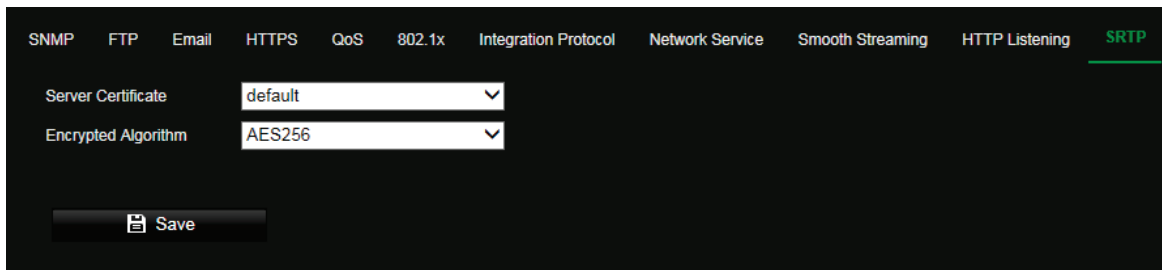 SNMP FTP Email HTTPS QoS 802.1x Integration Protocol Network Service Smooth Streaming HTTP Listening SRTP
Server Certificate default
Encrypted Algorithm AES256
Save